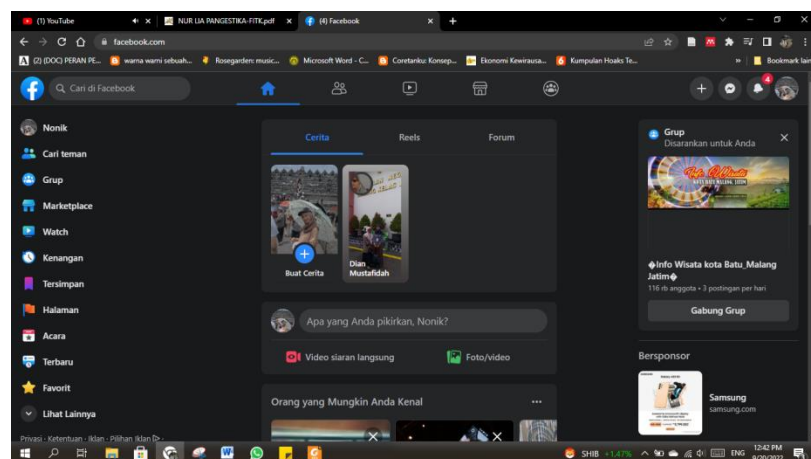 (1) YouTube
NUR LIA PANGESTIKA-FITK.pdf
(4) Facebook
facebook.com
(2) (DOC) PERAN PE...
warna warni sebuah...
Rosegarden: music...
Microsoft Word - C...
Coretanku: Konsep...
Ekonomi Kewirausa...
Kumpulan Hoaks Te...
Bookmark lain
Cari di Facebook
4
Nonik
Cari teman
Grup
Marketplace
Watch
Kenangan
Tersimpan
Halaman
Acara
Terbaru
Favorit
Lihat Lainnya
Privasi · Ketentuan · Iklan · Pilihan Iklan
Cerita
Reels
Forum
Buat Cerita
Dian
Mustafidah
Apa yang Anda pikirkan, Nonik?
Video siaran langsung
Foto/video
Orang yang Mungkin Anda Kenal
Grup
Disarankan untuk Anda
�Info Wisata kota Batu_Malang
Jatim�
116 rb anggota • 3 postingan per hari
Gabung Grup
Bersponsor
Samsung
samsung.com
SHIB +1,47%
ENG
12:42 PM
9/20/2022